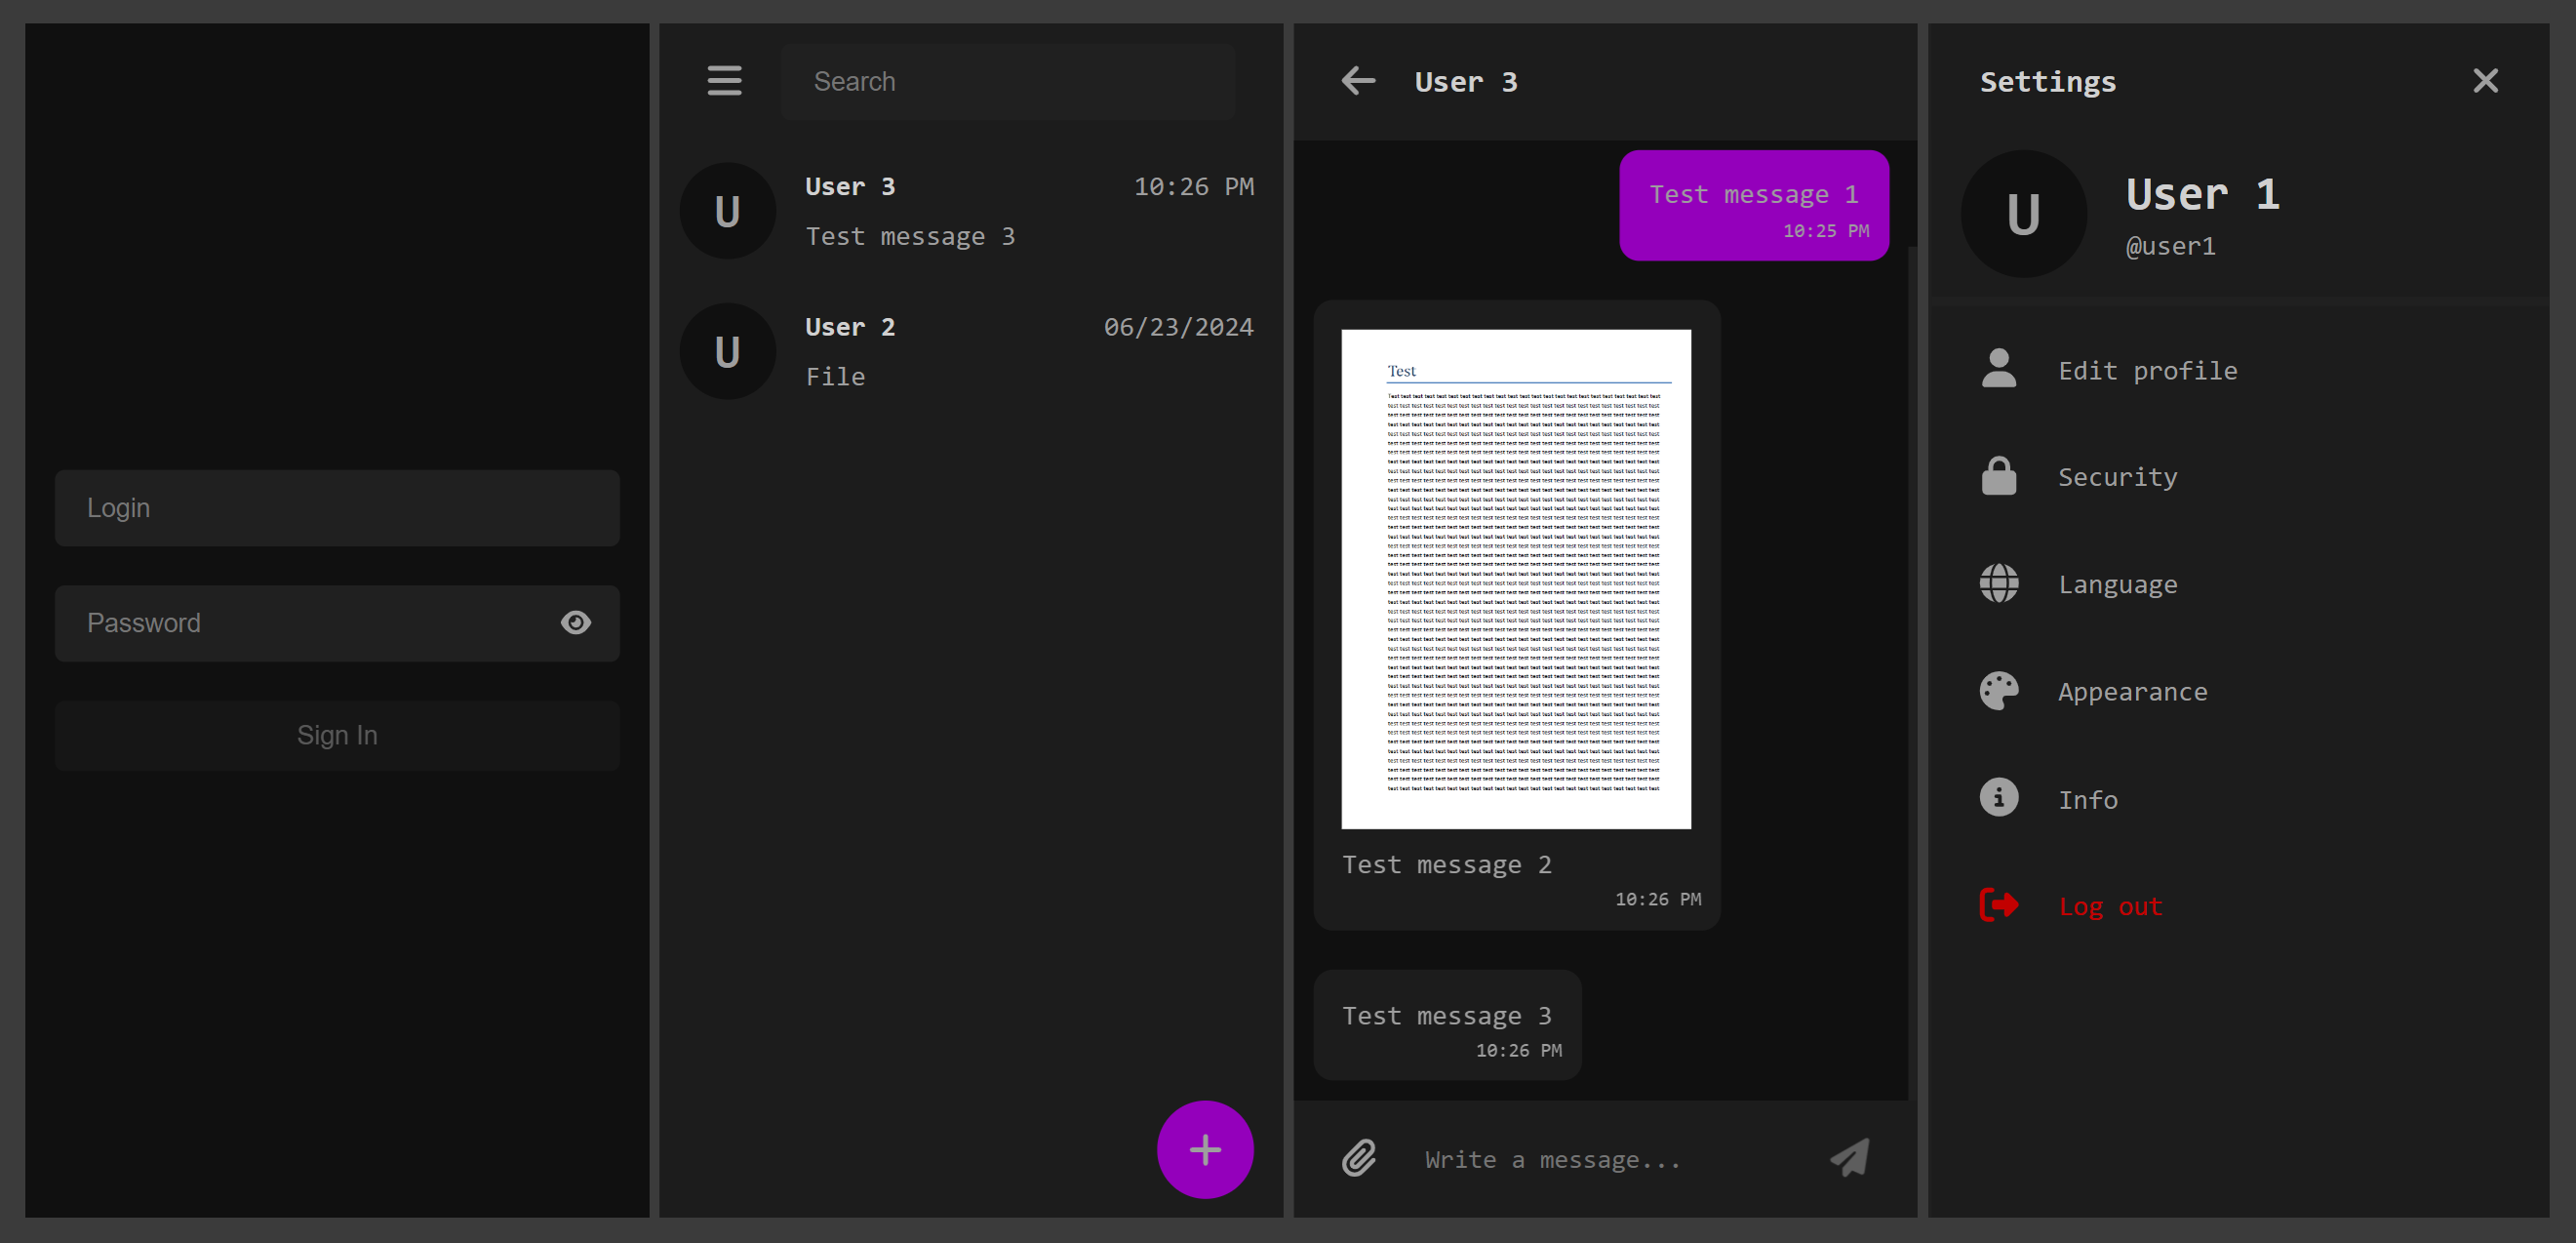 Login
Password
Sign In
Search
User 3 10:26 PM
Test message 3
U
User 2 06/23/2024
File
U
User 3
Test message 1
10:25 PM
Test
Test message 2
10:26 PM
Test message 3
10:26 PM
Write a message...
Settings
U
User 1
@user1
Edit profile
Security
Language
Appearance
Info
Log out